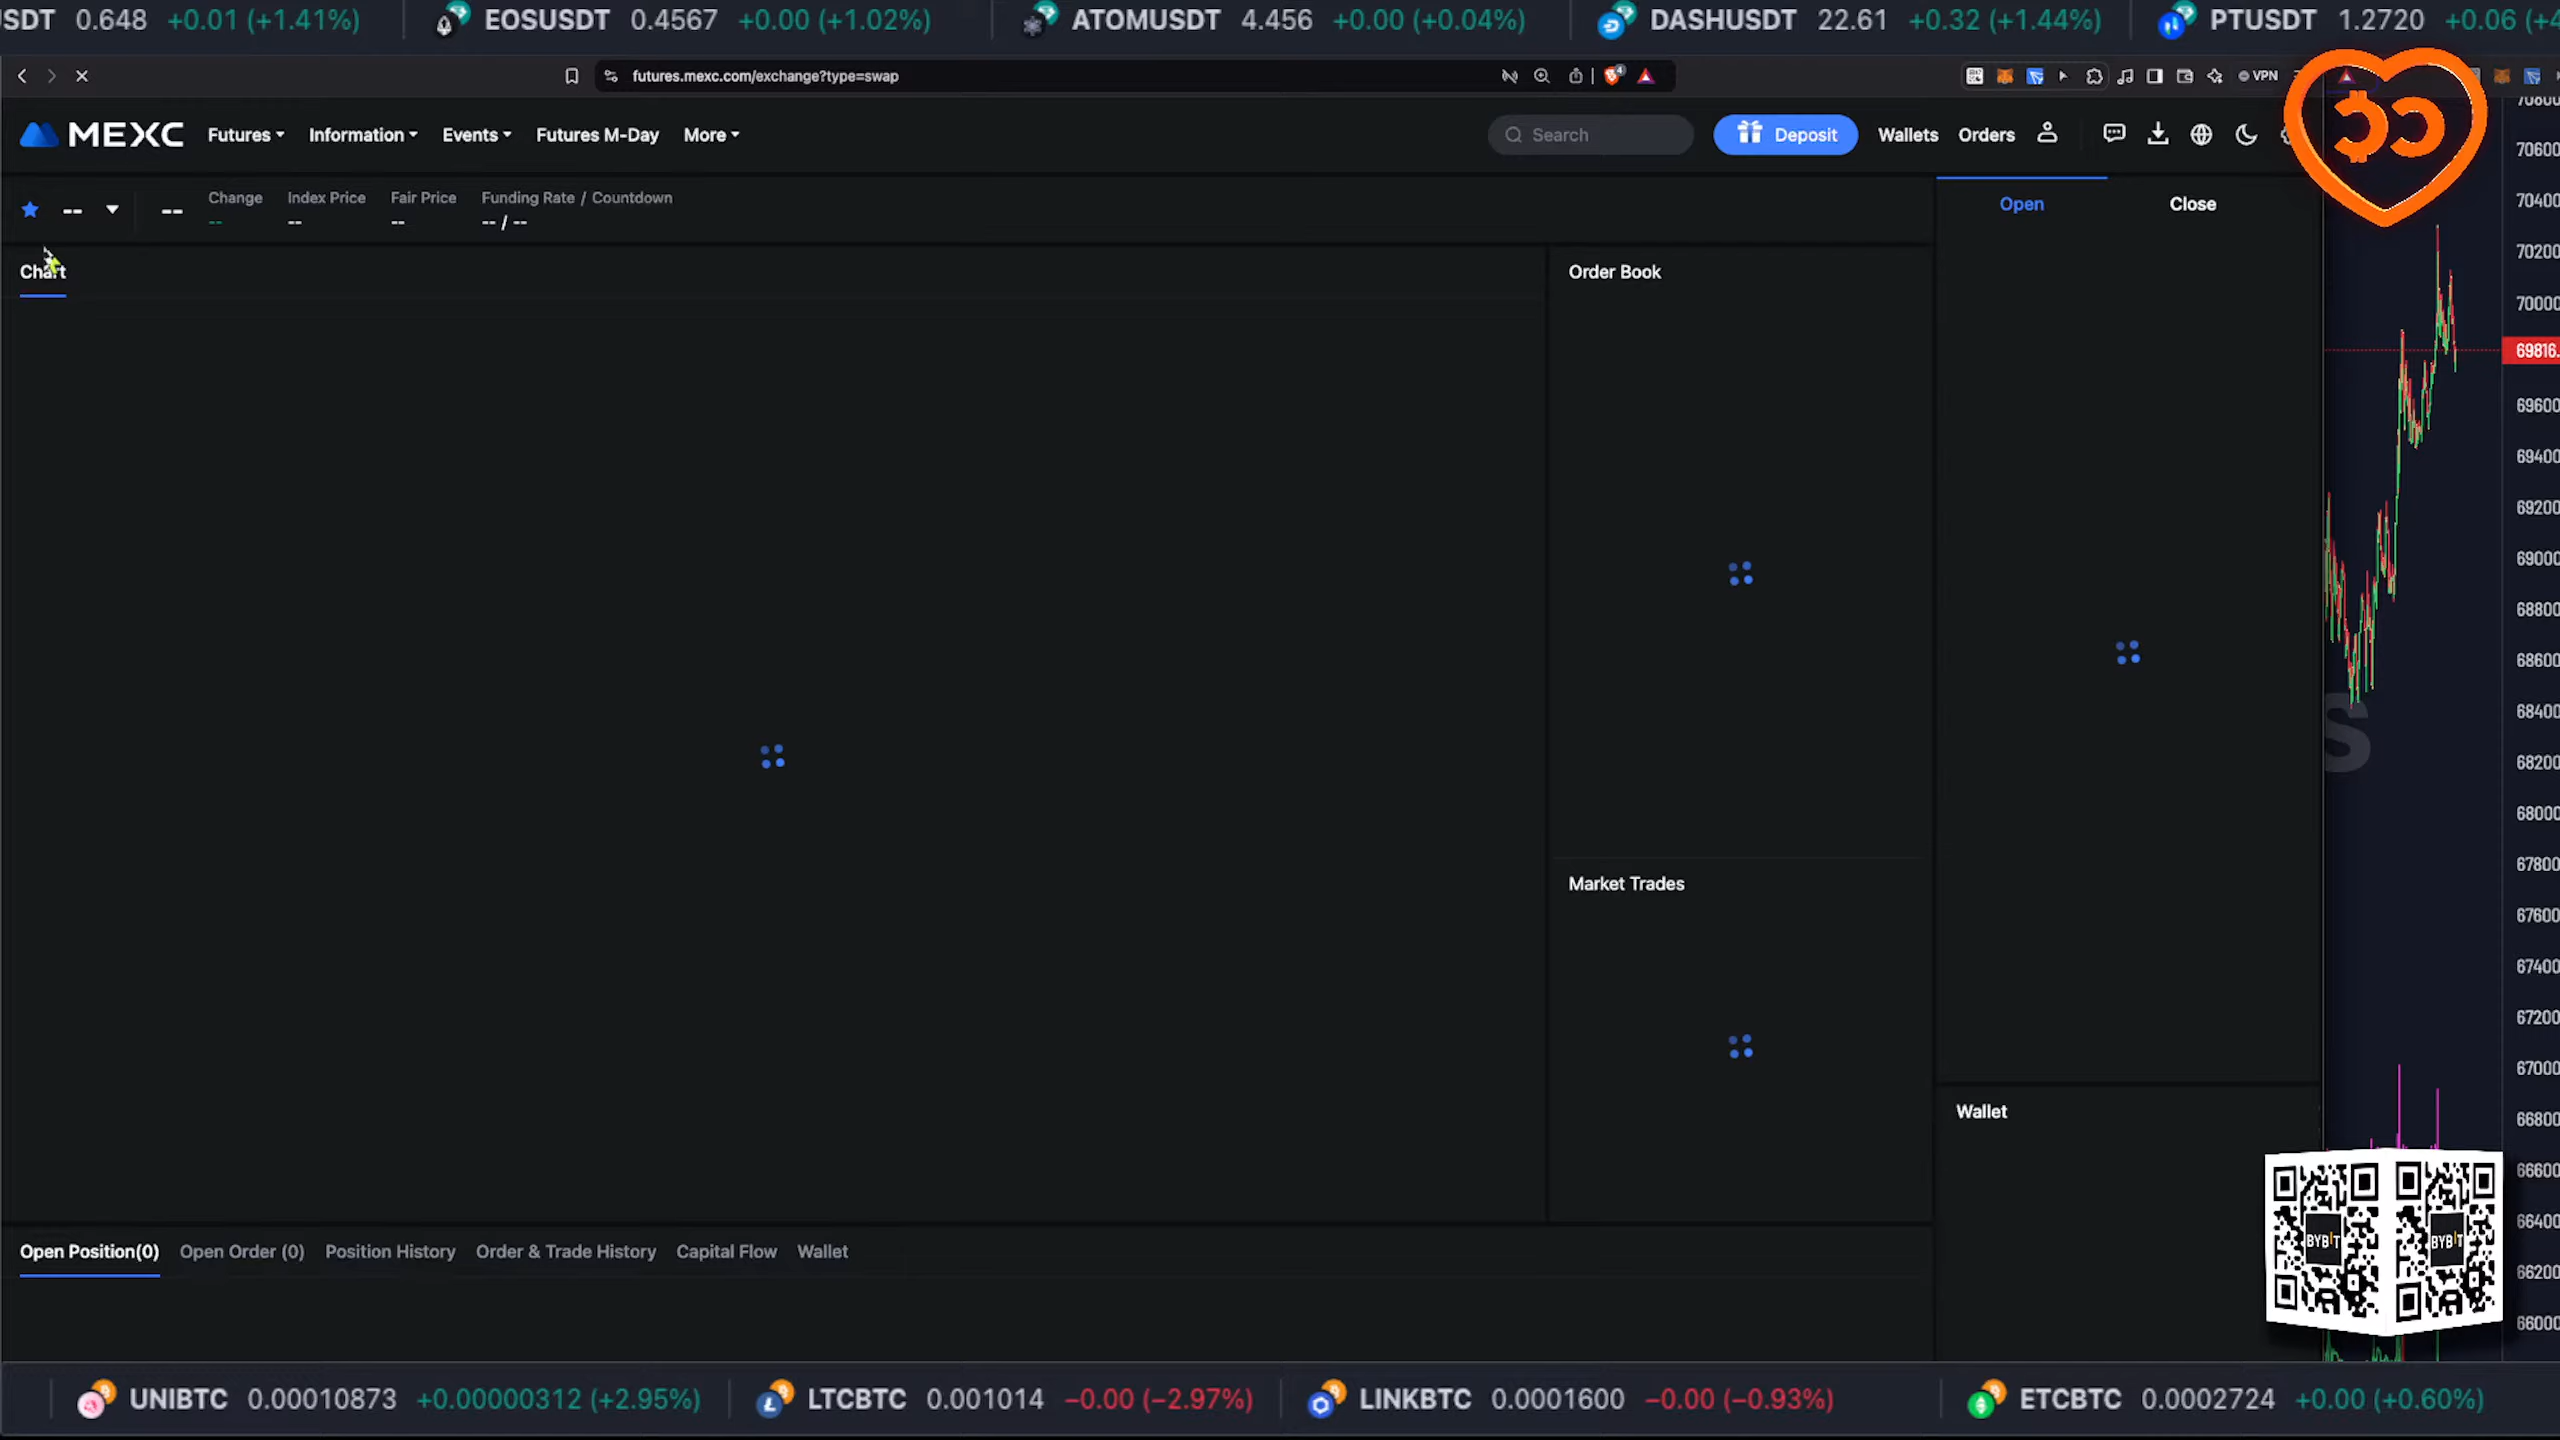 SDT 0.648 +0.01 (+1.41%) EOSUSDT 0.4567 +0.00 (+1.02%) ATOMUSDT 4.456 +0.00 (+0.04%) DASHUSDT 22.61 +0.32 (+1.44%) PTUSDT 1.2720 +0.06 (+4
futures.mexc.com/exchange?type=swap 4 VPN
MEXC Futures Information Events Futures M-Day More Search Deposit Wallets Orders
-- -- Change Index Price Fair Price Funding Rate / Countdown
-- -- -- -- / --
Open Close
Chart
Order Book
Market Trades
Wallet
Open Position(0) Open Order (0) Position History Order & Trade History Capital Flow Wallet
70800
70600
70400
70200
70000
69816.
69600
69400
69200
69000
68800
68600
68400
S
68200
68000
67800
67600
67400
67200
67000
66800
66600
66400
66200
66000
BYBIT BYBIT
UNIBTC 0.00010873 +0.00000312 (+2.95%) LTCBTC 0.001014 −0.00 (−2.97%) LINKBTC 0.0001600 −0.00 (−0.93%) ETCBTC 0.0002724 +0.00 (+0.60%)